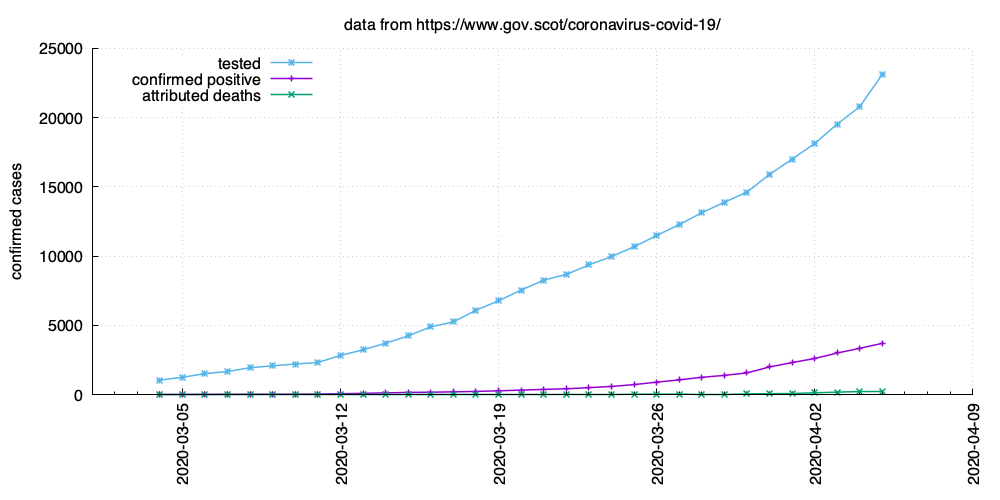 data from https://www.gov.scot/coronavirus-covid-19/
25000
20000
15000
10000
5000
0
confirmed cases
tested
confirmed positive
attributed deaths
2020-03-05
2020-03-12
2020-03-19
2020-03-26
2020-04-02
2020-04-09